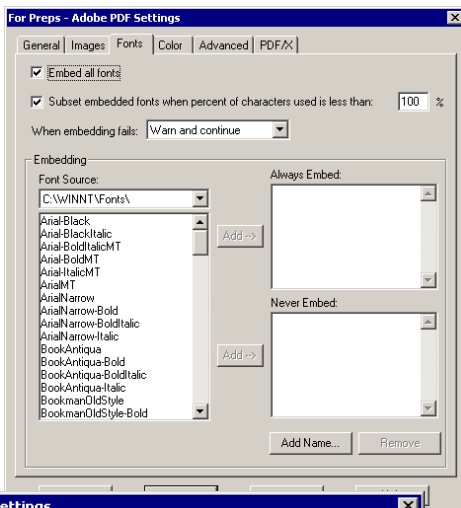 For Preps - Adobe PDF Settings
General Images Fonts Color Advanced PDF/X
Embed all fonts
Subset embedded fonts when percent of characters used is less than: 100 %
When embedding fails: Warn and continue
Embedding
Font Source:
Always Embed:
C:\WINNT\Fonts\
Arial-Black
Arial-BlackItalic
Arial-BoldItalicMT
Arial-BoldMT
Arial-ItalicMT
ArialMT
ArialNarrow
ArialNarrow-Bold
ArialNarrow-BoldItalic
ArialNarrow-Italic
BookAntiqua
BookAntiqua-Bold
BookAntiqua-BoldItalic
BookAntiqua-Italic
BookmanOldStyle
BookmanOldStyle-Bold
Add -->
Never Embed:
Add -->
Add Name... Remove
ettings